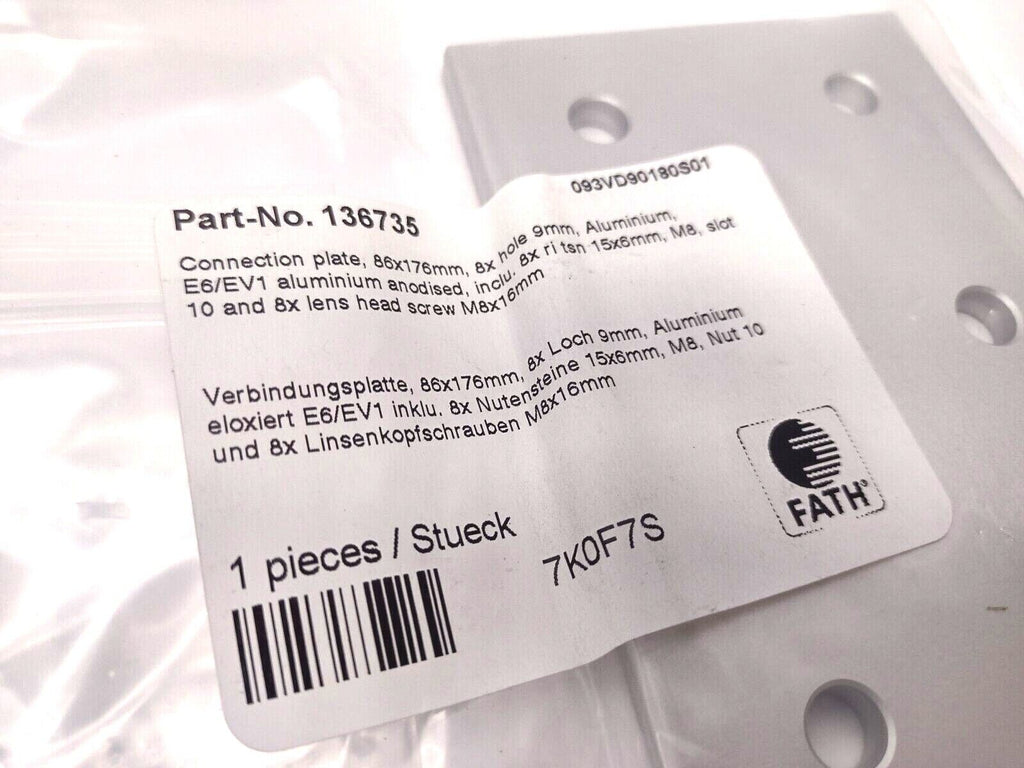 093VD90180S01
Part-No. 136735
Connection plate, 86x176mm, 8x hole 9mm, Aluminium,
E6/EV1 aluminium anodised, inclu. 8x tsn 15x6mm, M8, slot
10 and 8x lens head screw M8x16mm
Verbindungsplatte, 86x176mm, 8x Loch 9mm, Aluminium
eloxiert E6/EV1 inklu. 8x Nutensteine 15x6mm, M8, Nut 10
und 8x Linsenkopfschrauben M8x16mm
1 pieces / Stueck
7K0F7S
FATH®